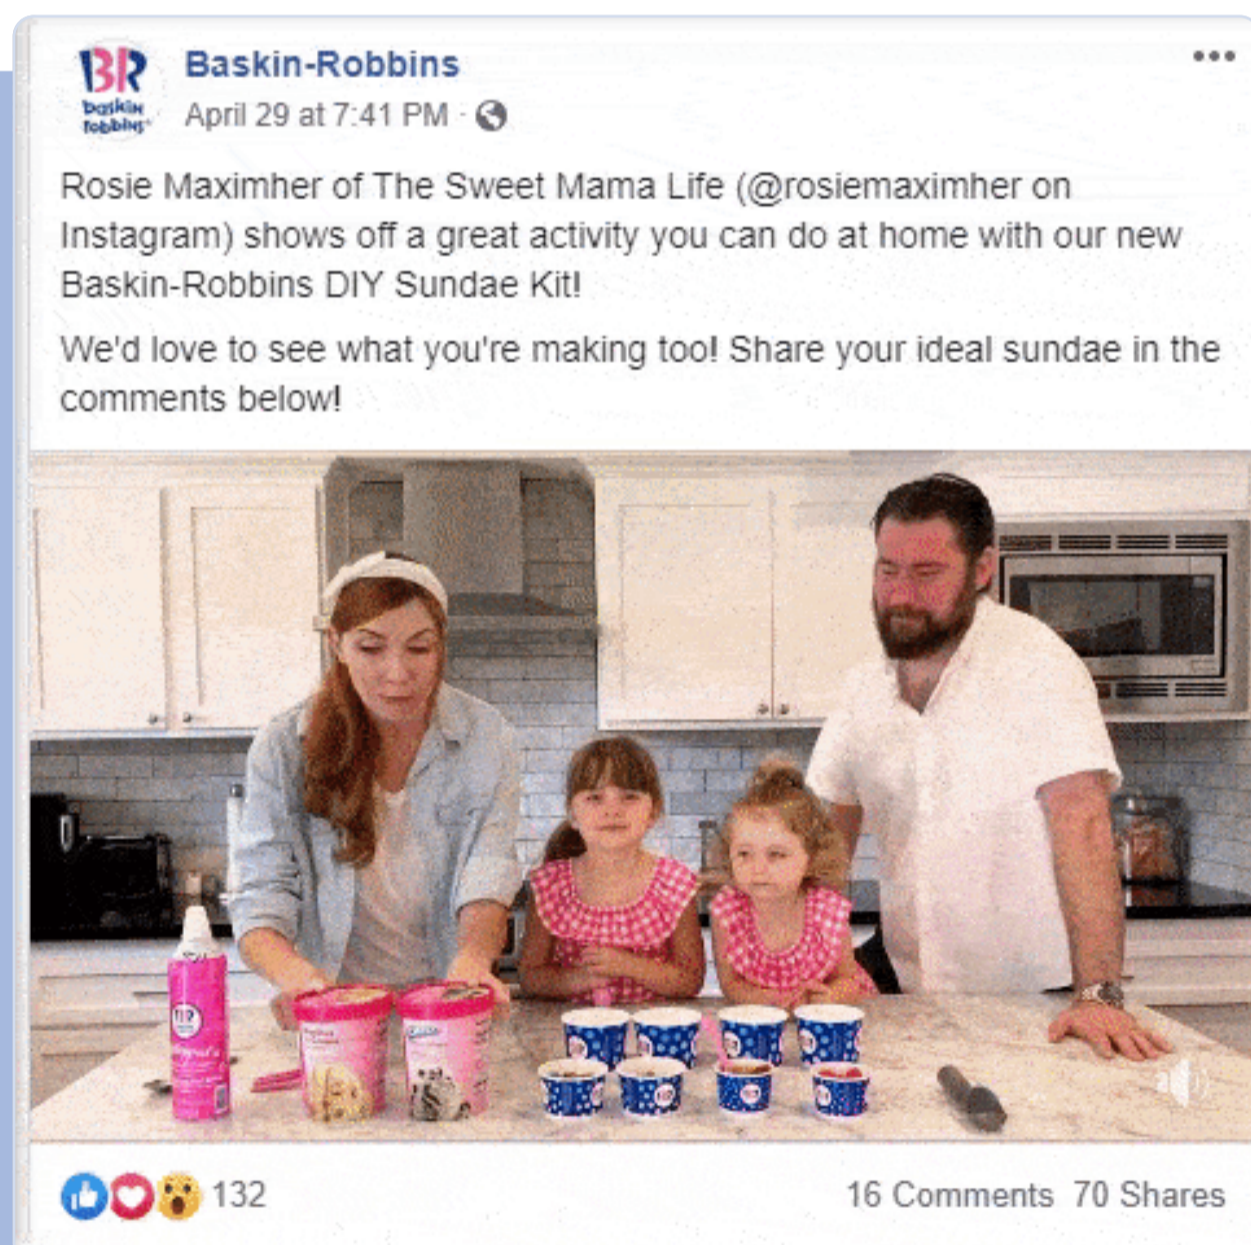 BR
baskin
robbins
Baskin-Robbins
April 29 at 7:41 PM ·
Rosie Maximher of The Sweet Mama Life (@rosiemaximher on
Instagram) shows off a great activity you can do at home with our new
Baskin-Robbins DIY Sundae Kit!
We'd love to see what you're making too! Share your ideal sundae in the
comments below!
132
16 Comments 70 Shares